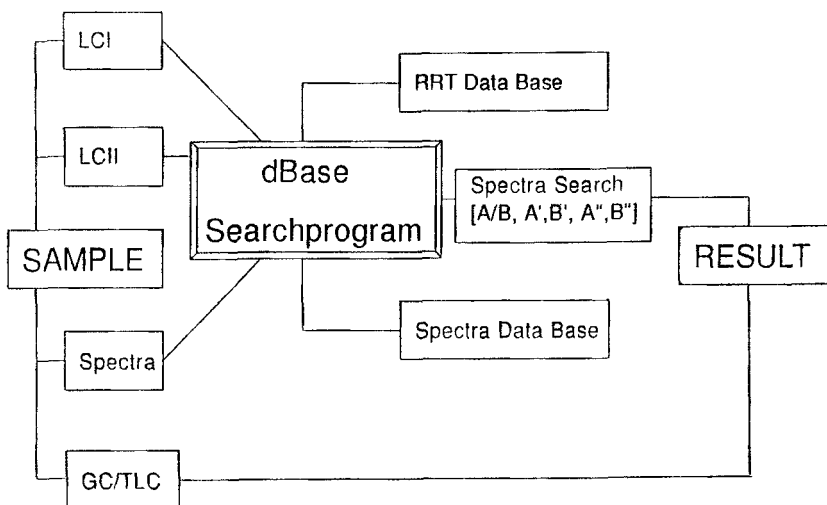 LCI
RRT Data Base
LCII
dBase
Searchprogram
Spectra Search
[A/B, A',B', A",B"]
SAMPLE
RESULT
Spectra
Spectra Data Base
GC/TLC